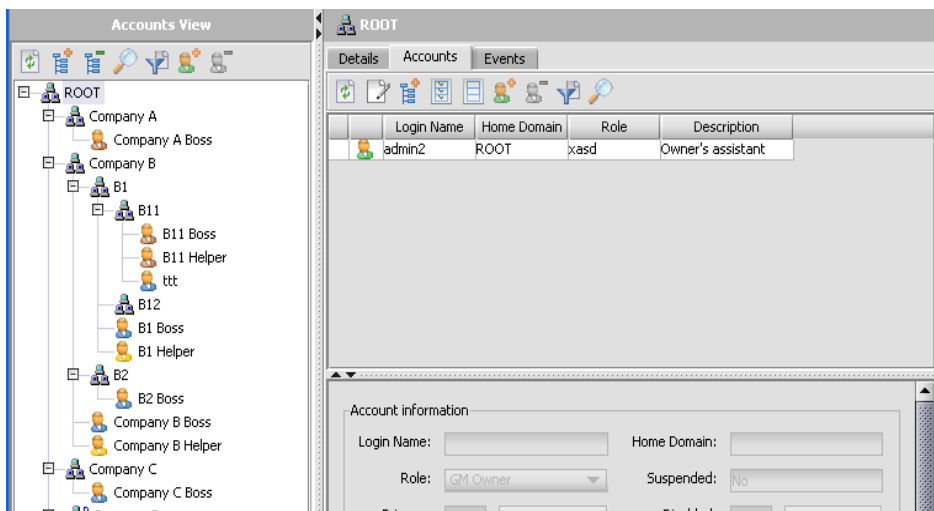 Accounts View
ROOT
Company A
Company A Boss
Company B
B1
B11
B11 Boss
B11 Helper
ttt
B12
B1 Boss
B1 Helper
B2
B2 Boss
Company B Boss
Company B Helper
Company C
Company C Boss
ROOT
Details Accounts Events
Login Name Home Domain Role Description
admin2 ROOT xasd Owner's assistant
Account information
Login Name: Home Domain:
Role: GM Owner Suspended: No